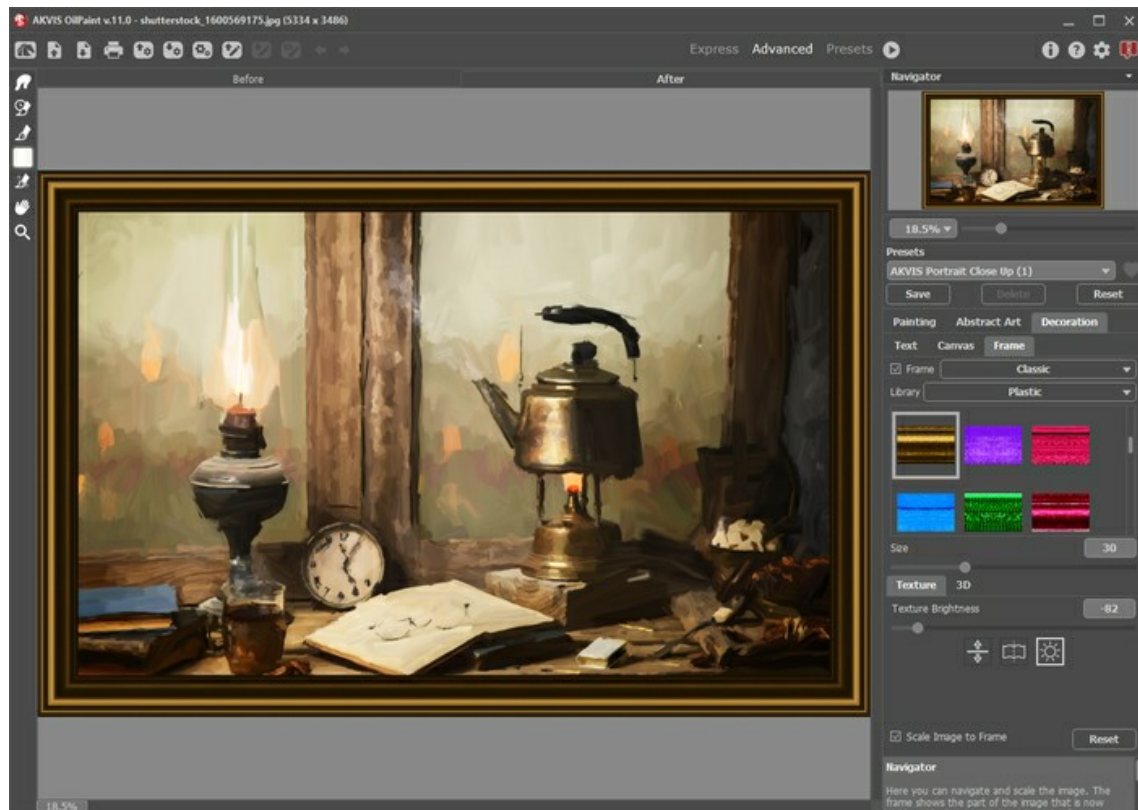 AKVIS OilPaint v.11.0 - shutterstock_1600569175.jpg (5334 x 3486)
Express Advanced Presets
Before After
Navigator
18.5%
Presets
AKVIS Portrait Close Up (1)
Save Delete Reset
Painting Abstract Art Decoration
Text Canvas Frame
Frame Classic
Library Plastic
Size 30
Texture 3D
Texture Brightness -82
Scale Image to Frame Reset
Navigator
Here you can navigate and scale the image. The
frame shows the part of the image that is now
18.5%